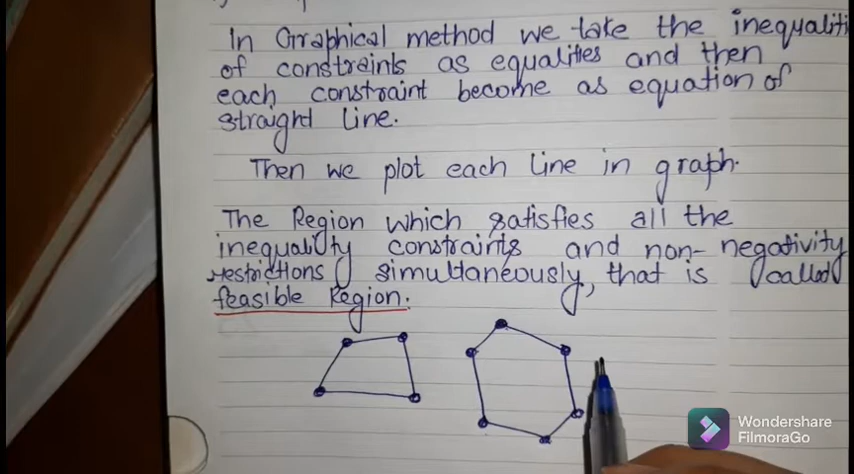 In Graphical method we take the inequaliti
of constraints as equalities and then
each constraint become as equation of
straight line.
Then we plot each line in graph.
The Region which satisfies all the
inequality constraints and non-negativity
restrictions simultaneously, that is called
feasible Region.
Wondershare
FilmoraGo